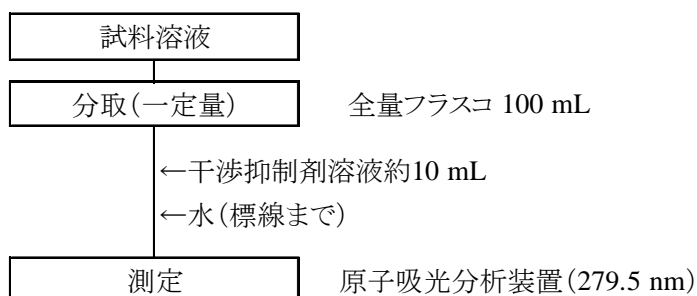 試料溶液
分取(一定量) 全量フラスコ 100 mL
←干渉抑制剤溶液約10 mL
←水(標線まで)
測定 原子吸光分析装置(279.5 nm)